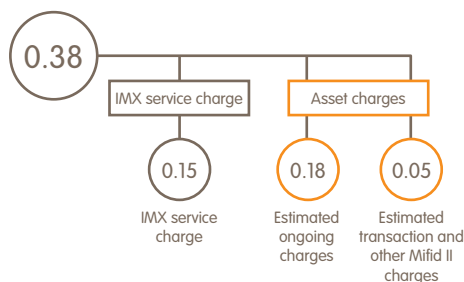 0.38
IMX service charge
Asset charges
0.15
0.18
0.05
IMX service
charge
Estimated
ongoing
charges
Estimated
transaction and
other Mifid II
charges